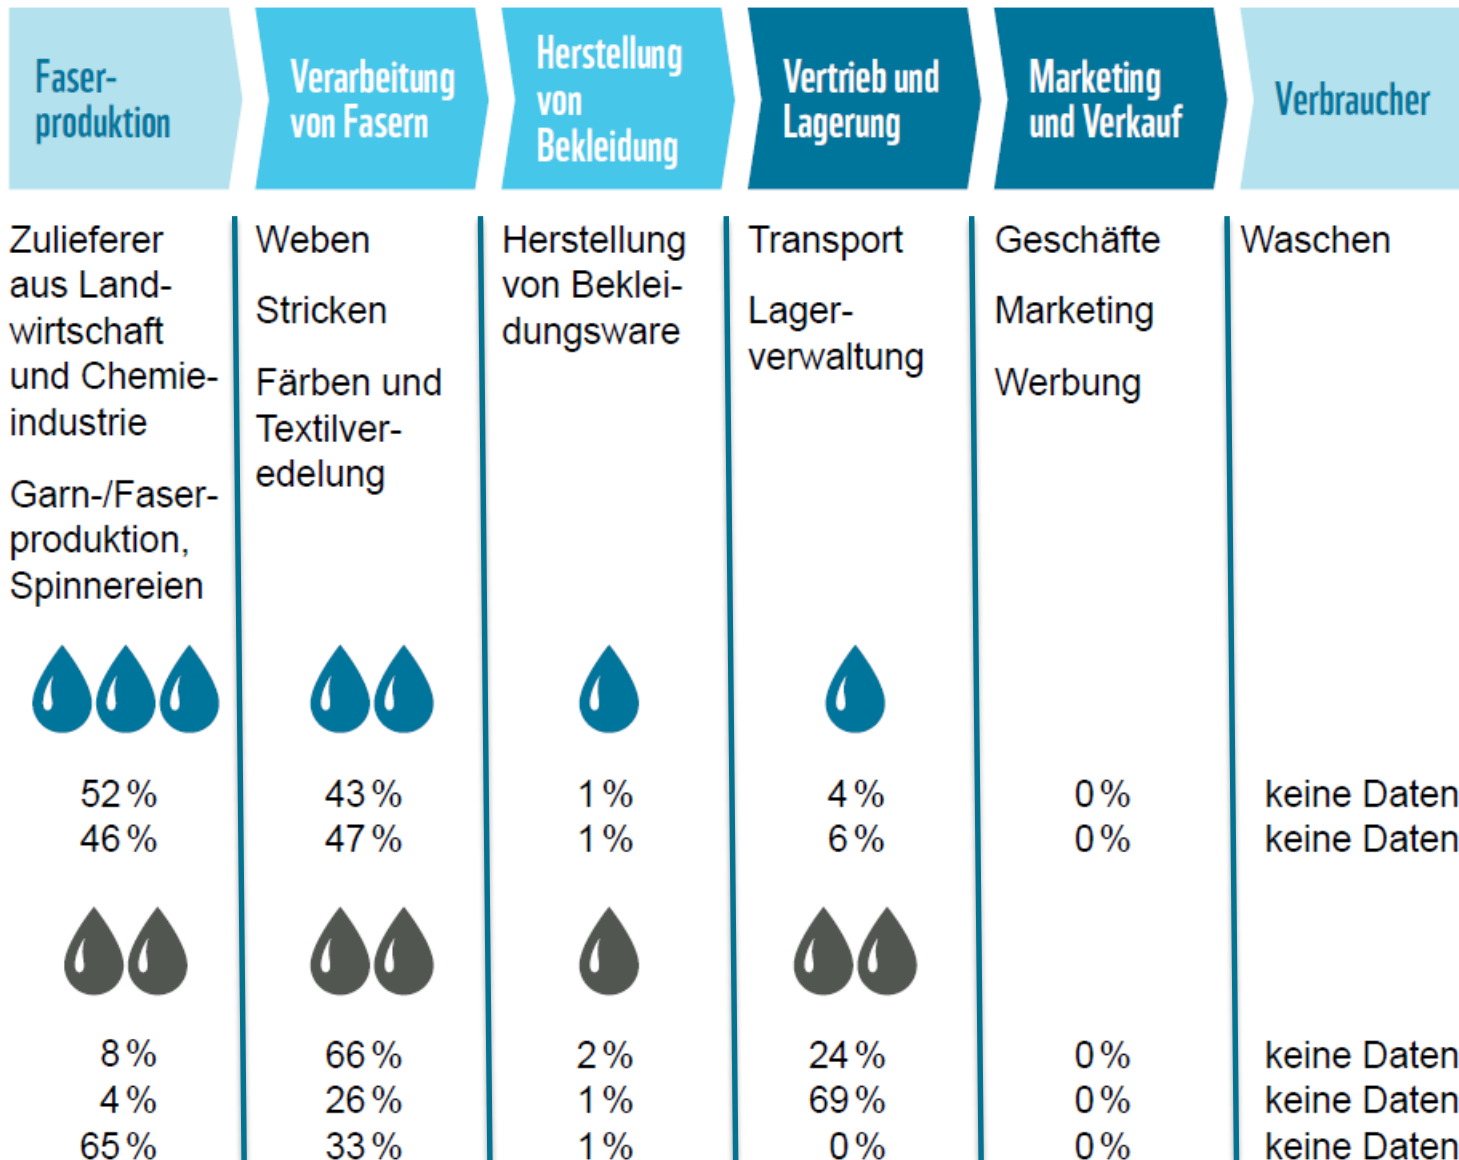 Faser-
produktion
Verarbeitung
von Fasern
Herstellung
von
Bekleidung
Vertrieb und
Lagerung
Marketing
und Verkauf
Verbraucher
Zulieferer
aus Land-
wirtschaft
und Chemie-
industrie
Garn-/Faser-
produktion,
Spinnereien
Weben
Stricken
Färben und
Textilver-
edelung
Herstellung
von Beklei-
dungsware
Transport
Lager-
verwaltung
Geschäfte
Marketing
Werbung
Waschen
52 % 43 % 1 % 4 % 0 % keine Daten
46 % 47 % 1 % 6 % 0 % keine Daten
8 % 66 % 2 % 24 % 0 % keine Daten
4 % 26 % 1 % 69 % 0 % keine Daten
65 % 33 % 1 % 0 % 0 % keine Daten